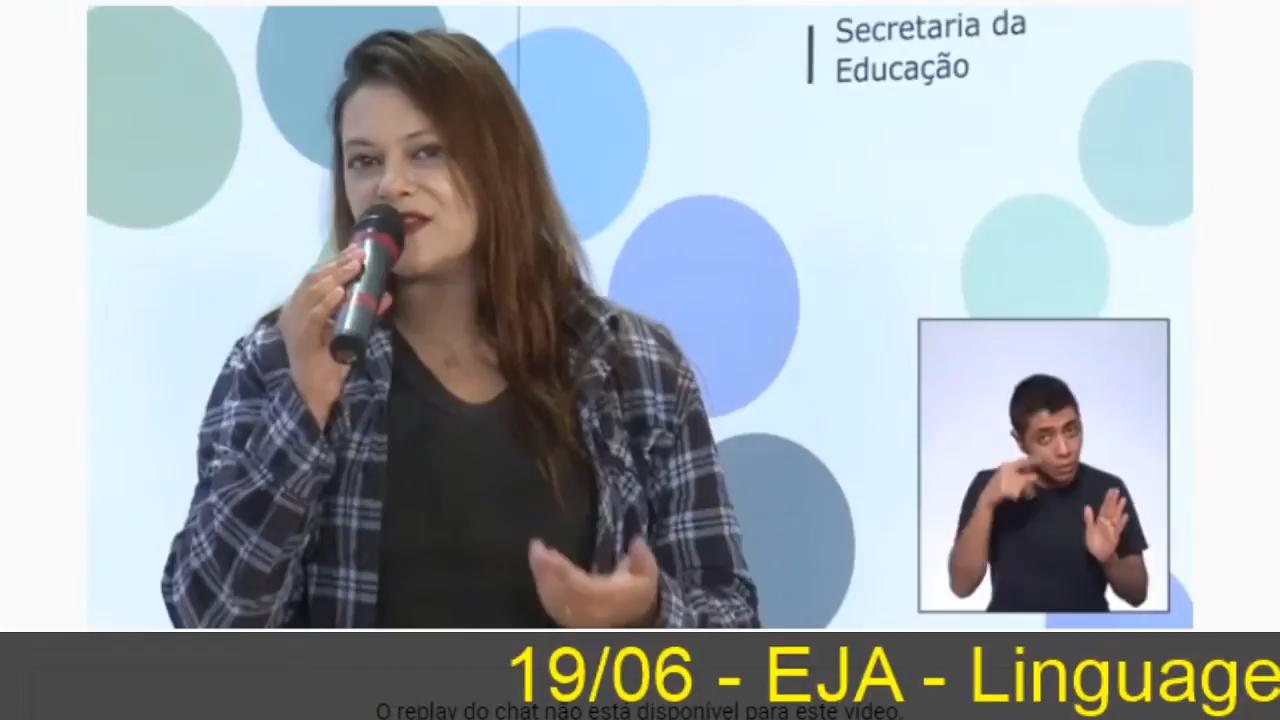 Secretaria da
Educação
19/06 - EJA - Linguage
O replay do chat não está disponível para este vídeo.